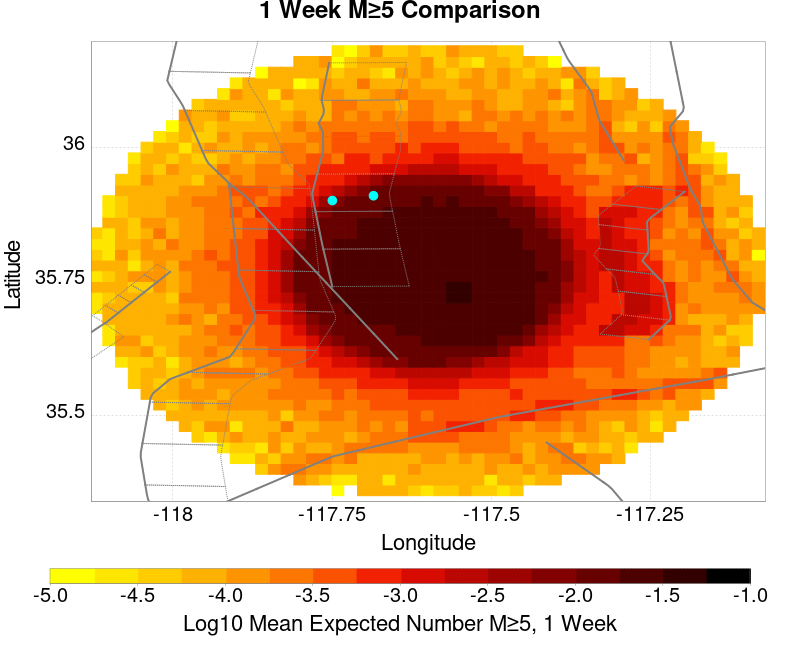 1 Week M≥5 Comparison
Latitude
36
35.75
35.5
-118 -117.75 -117.5 -117.25
Longitude
-5.0 -4.5 -4.0 -3.5 -3.0 -2.5 -2.0 -1.5 -1.0
Log10 Mean Expected Number M≥5, 1 Week